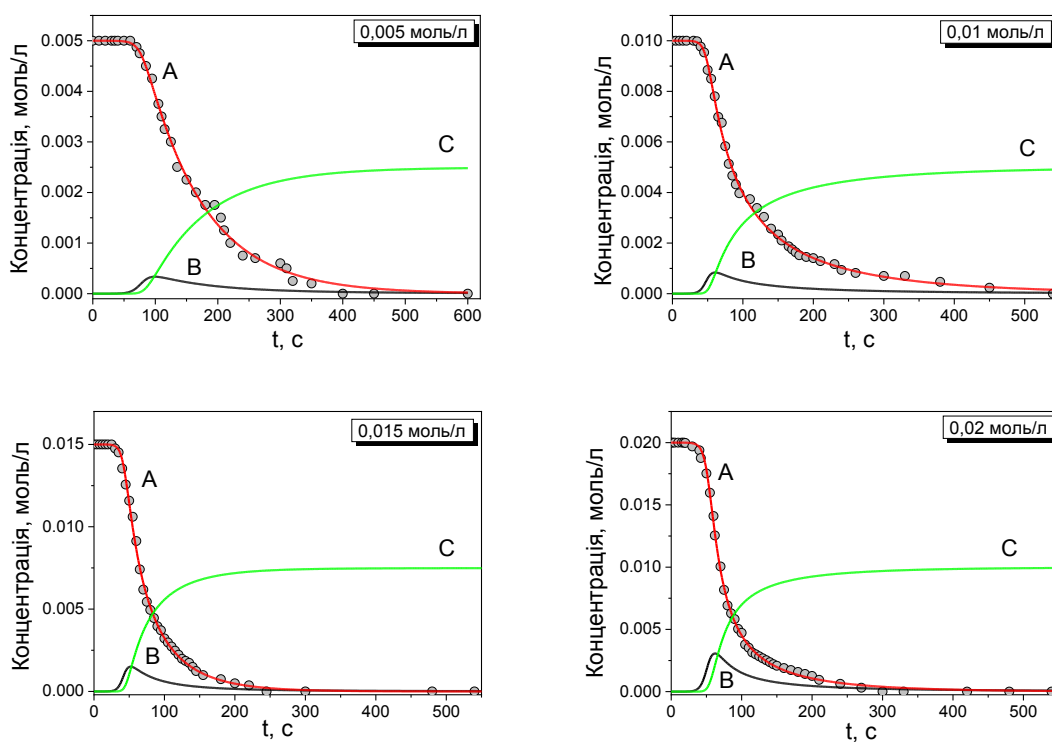 0,005 моль/л
Концентрація, моль/л
0.005
0.004
0.003
0.002
0.001
0.000
A
B
C
0 100 200 300 400 500 600
t, с
0,01 моль/л
Концентрація, моль/л
0.010
0.008
0.006
0.004
0.002
0.000
A
B
C
0 100 200 300 400 500
t, с
0,015 моль/л
Концентрація, моль/л
0.015
0.010
0.005
0.000
A
B
C
0 100 200 300 400 500
t, с
0,02 моль/л
Концентрація, моль/л
0.020
0.015
0.010
0.005
0.000
A
B
C
0 100 200 300 400 500
t, с